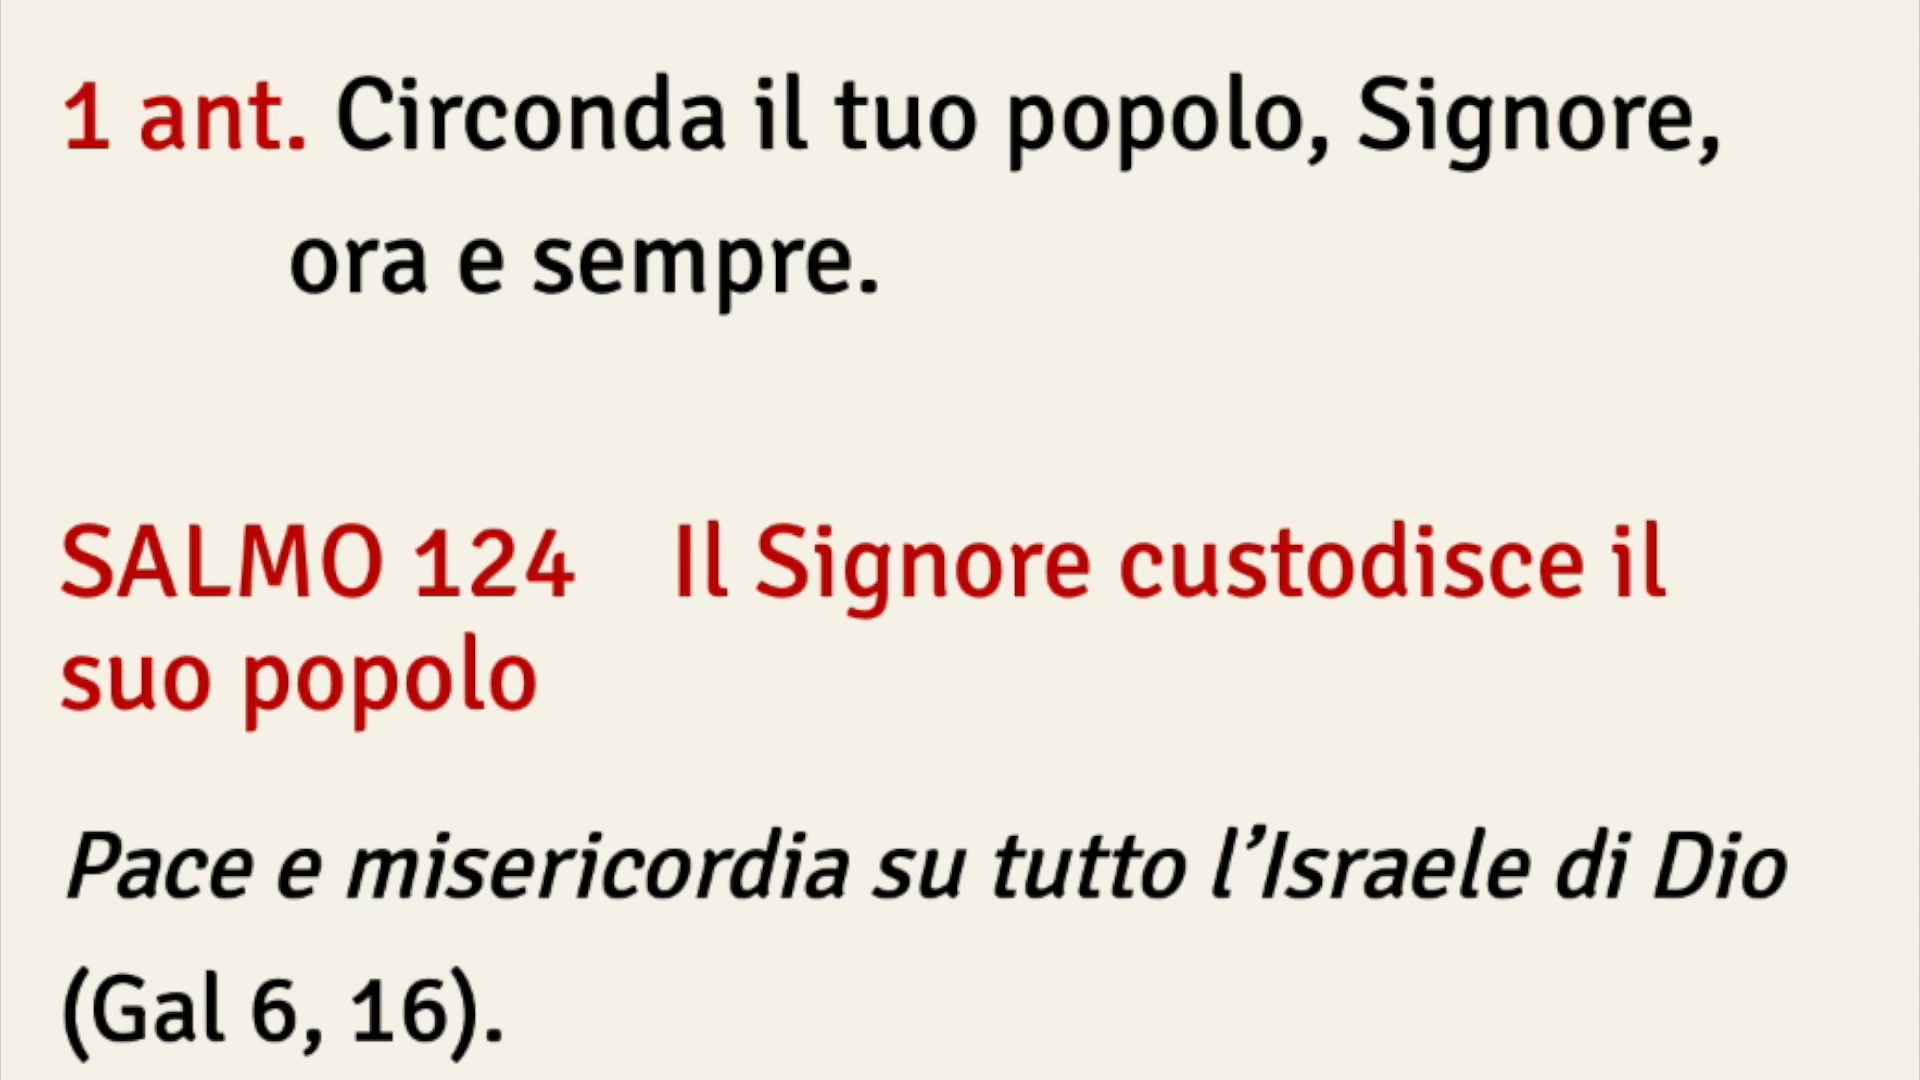 1 ant. Circonda il tuo popolo, Signore,
ora e sempre.
SALMO 124 Il Signore custodisce il
suo popolo
Pace e misericordia su tutto l’Israele di Dio
(Gal 6, 16).